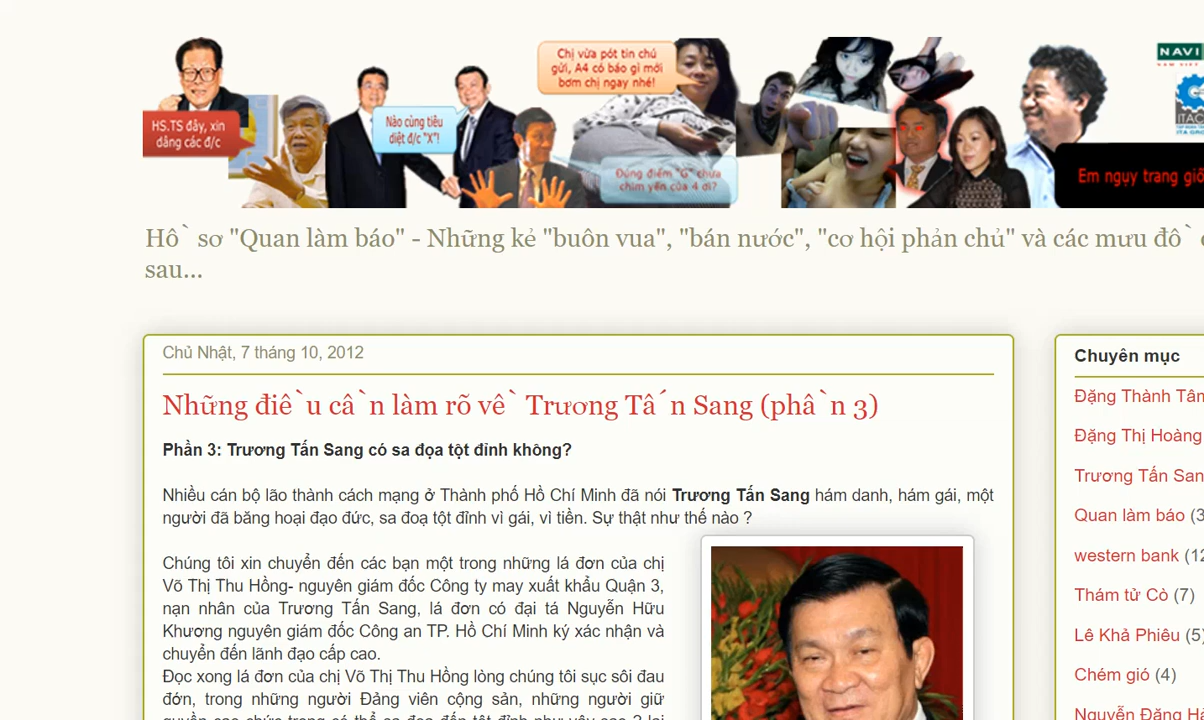 Chị vừa pót tin chú
gửi, A4 có báo gì mới
bơm chị ngay nhé!
NAVI
HS.TS đây, xin
dâng các đ/c
Nào cùng tiêu
diệt đ/c "X"!
ITAC
Đúng điểm "G" chưa
chim yến của 4 ơi?
Em ngụy trang giố
Hồ sơ "Quan làm báo" - Những kẻ "buôn vua", "bán nước", "cơ hội phản chủ" và các mưu đồ
sau...
Chủ Nhật, 7 tháng 10, 2012
Những điều cần làm rõ về Trương Tấn Sang (phần 3)
Phần 3: Trương Tấn Sang có sa đọa tột đỉnh không?
Nhiều cán bộ lão thành cách mạng ở Thành phố Hồ Chí Minh đã nói Trương Tấn Sang hám danh, hám gái, một
người đã băng hoại đạo đức, sa đoạ tột đỉnh vì gái, vì tiền. Sự thật như thế nào ?
Chúng tôi xin chuyển đến các bạn một trong những lá đơn của chị
Võ Thị Thu Hồng- nguyên giám đốc Công ty may xuất khẩu Quận 3,
nạn nhân của Trương Tấn Sang, lá đơn có đại tá Nguyễn Hữu
Khương nguyên giám đốc Công an TP. Hồ Chí Minh ký xác nhận và
chuyển đến lãnh đạo cấp cao.
Đọc xong lá đơn của chị Võ Thị Thu Hồng lòng chúng tôi sục sôi đau
đớn, trong những người Đảng viên cộng sản, những người giữ
Chuyên mục
Đặng Thành Tâm
Đặng Thị Hoàng
Trương Tấn San
Quan làm báo (3
western bank (12
Thám tử Cò (7)
Lê Khả Phiêu (5)
Chém gió (4)
Nguyễn Đăng H